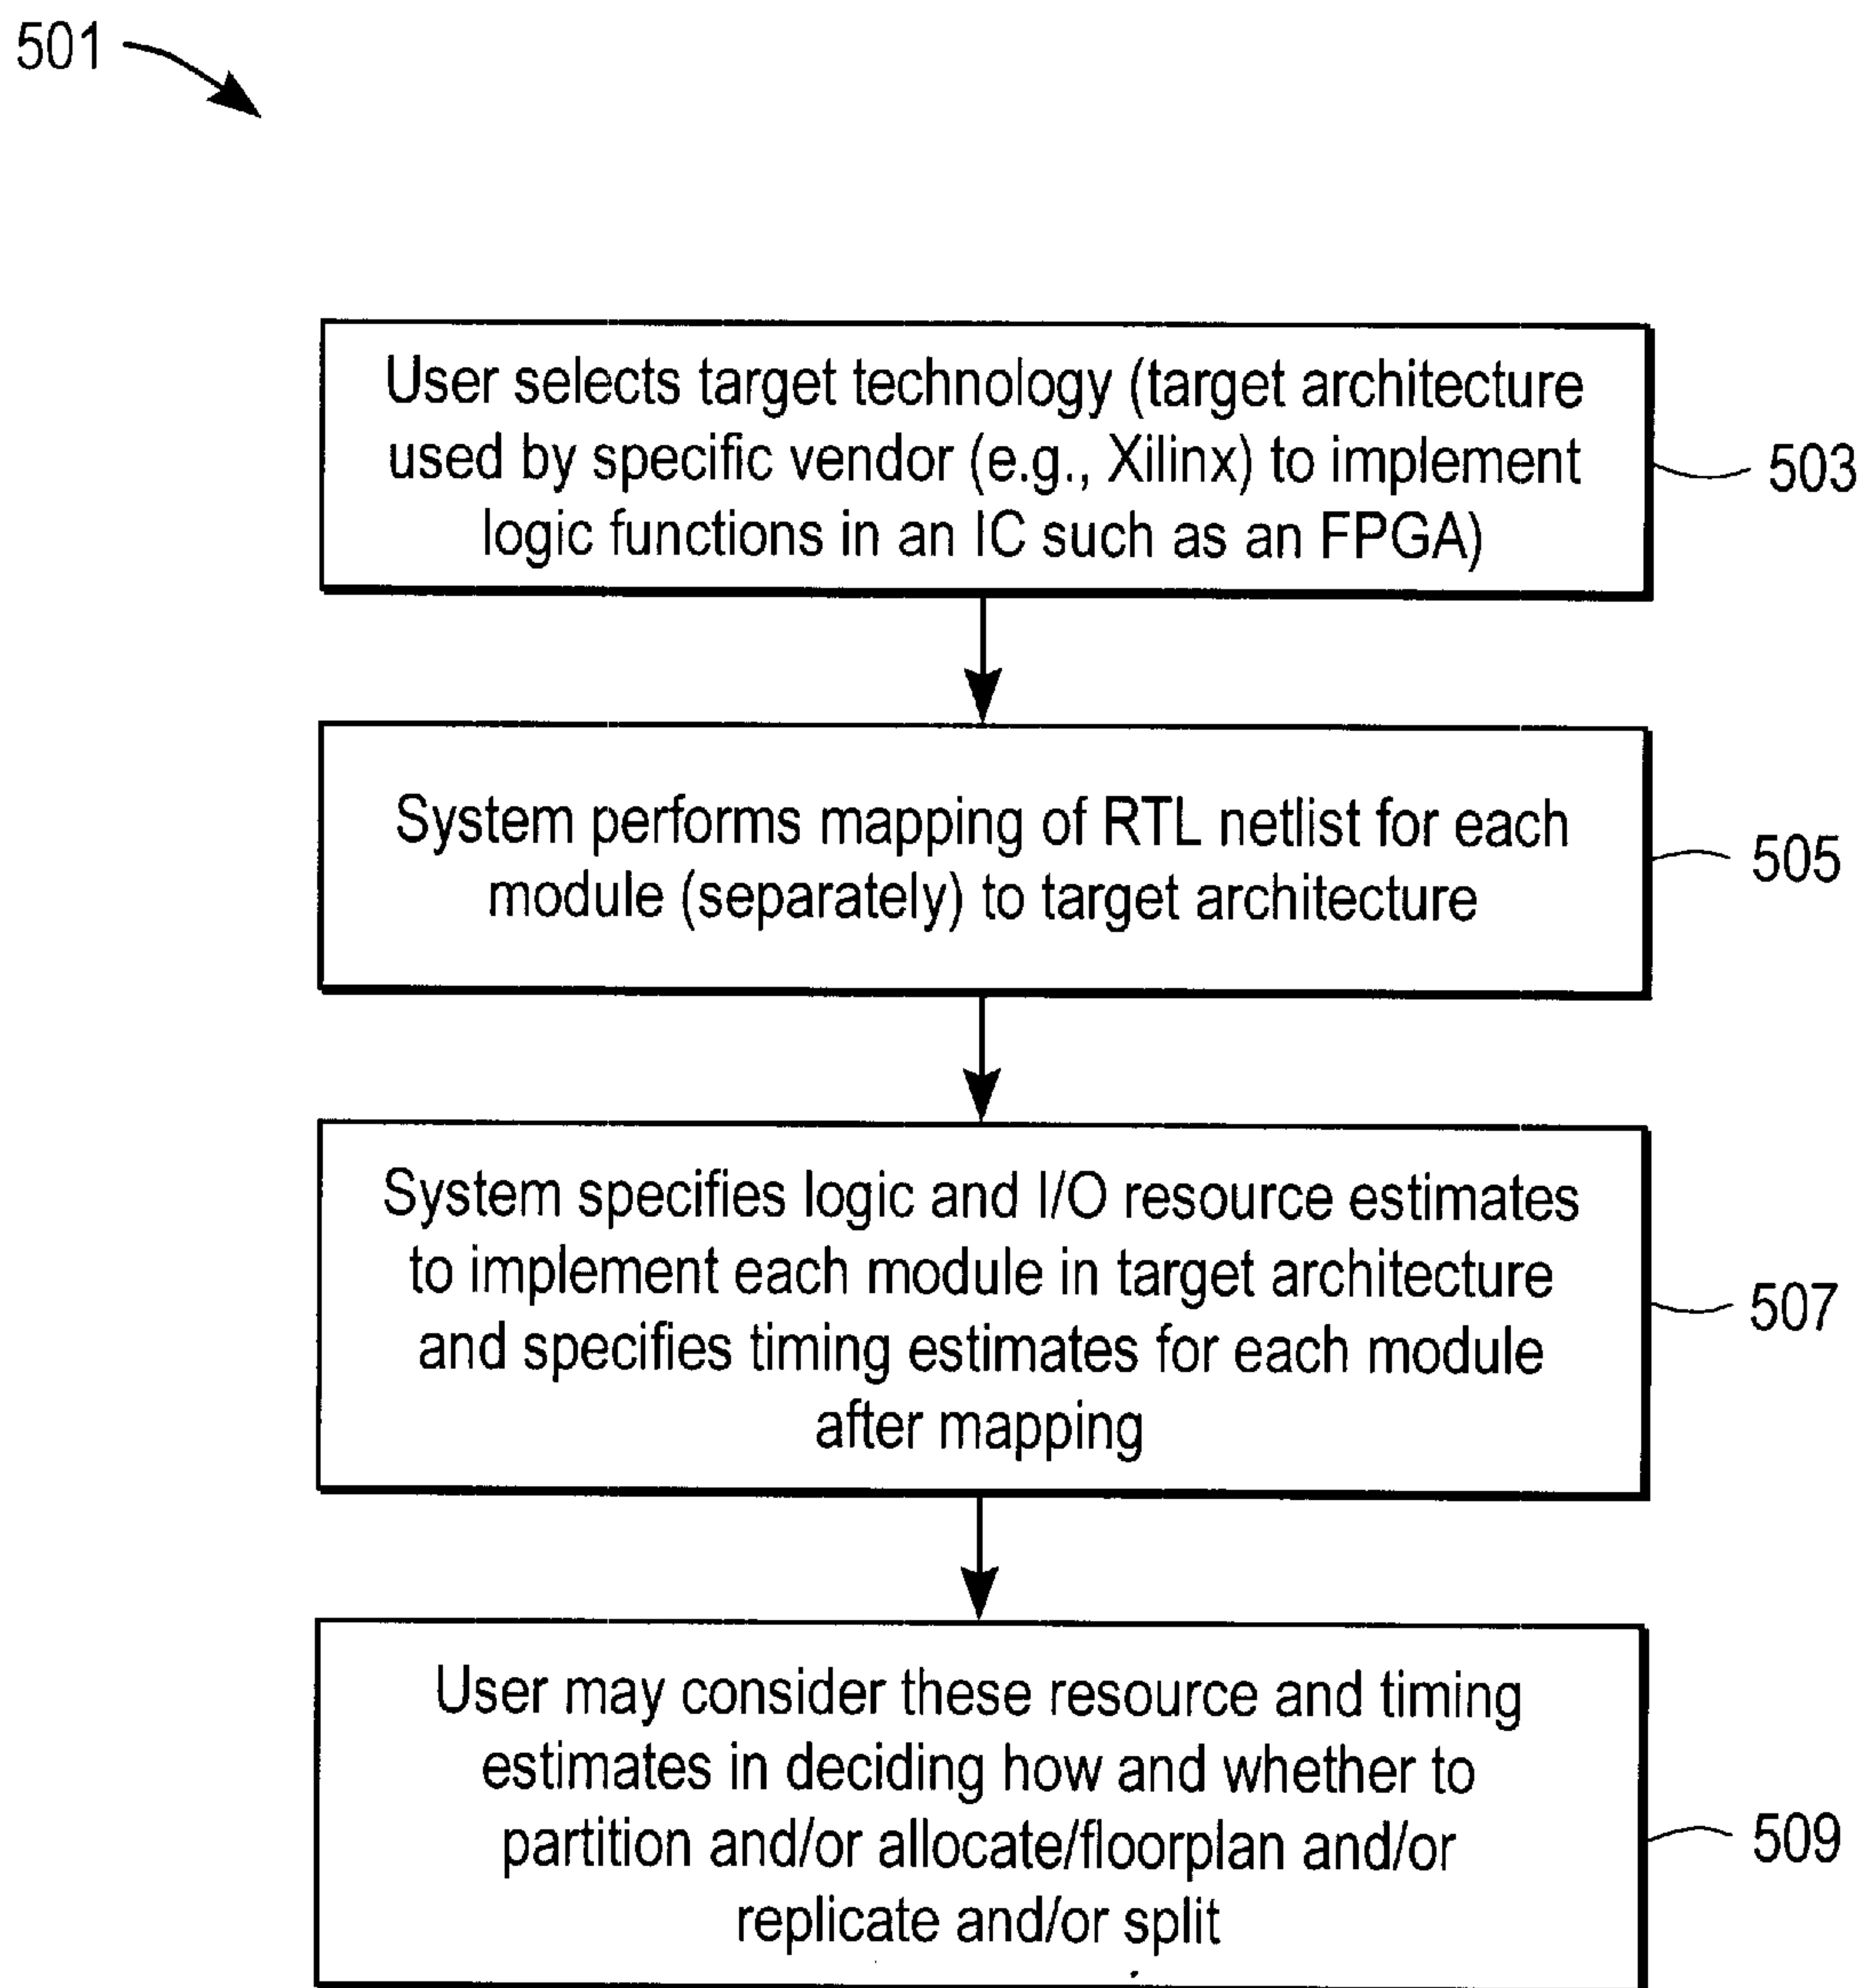 501
User selects target technology (target architecture
used by specific vendor (e.g., Xilinx) to implement
logic functions in an IC such as an FPGA)
503
System performs mapping of RTL netlist for each
module (separately) to target architecture
505
System specifies logic and I/O resource estimates
to implement each module in target architecture
and specifies timing estimates for each module
after mapping
507
User may consider these resource and timing
estimates in deciding how and whether to
partition and/or allocate/floorplan and/or
replicate and/or split
509